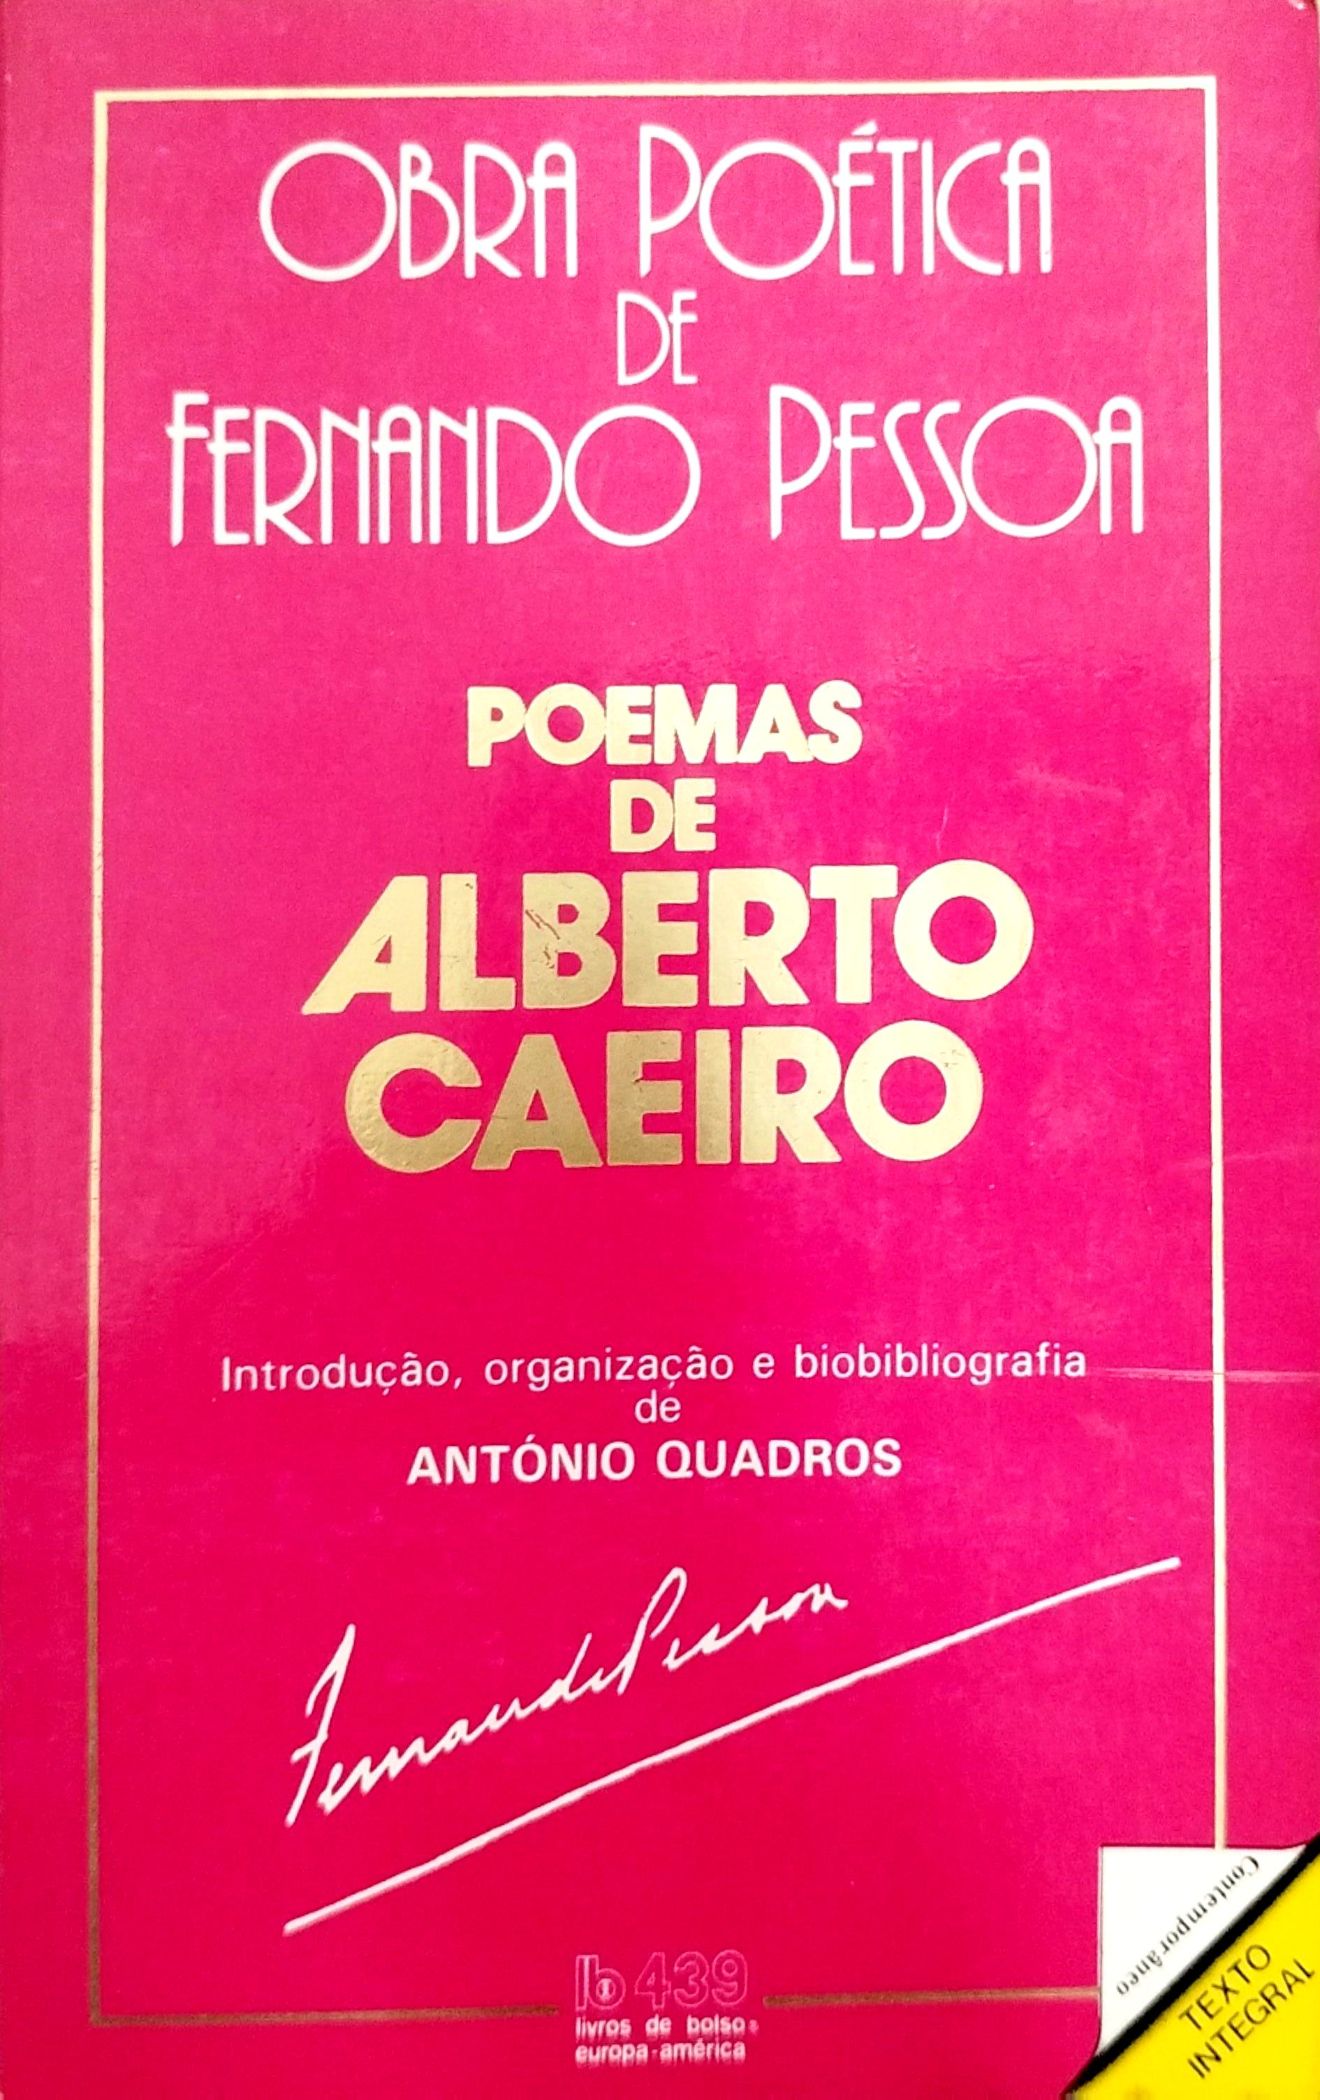 OBRA POÉTICA
DE
FERNANDO PESSOA
POEMAS
DE
ALBERTO
CAEIRO
Introdução, organização e biobibliografia
de
ANTÓNIO QUADROS
Fernando Pessoa
lb 439
livros de bolso
europa-américa
Contemporâneo
TEXTO
INTEGRAL